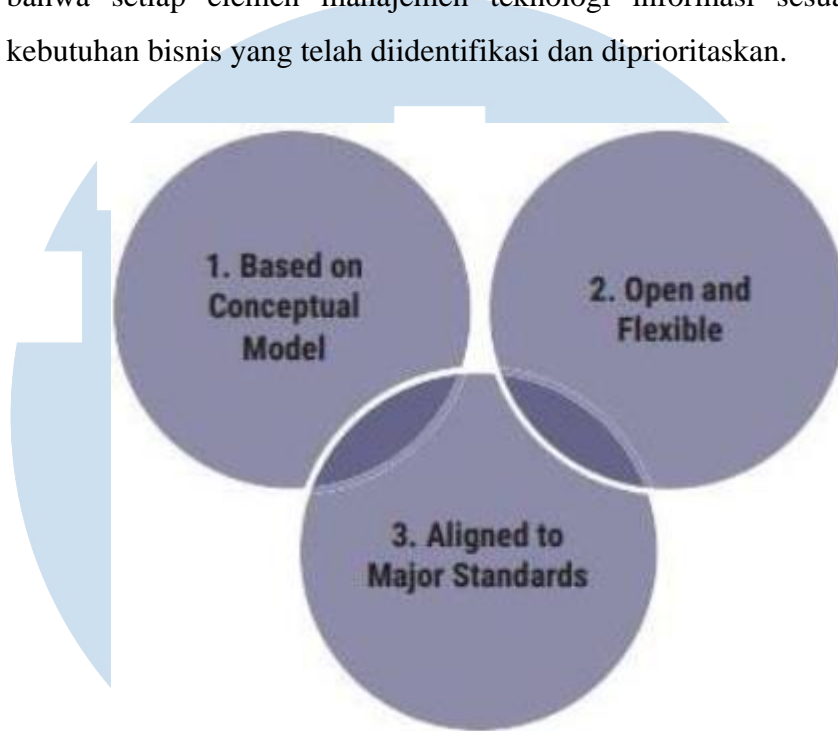 bahwa setiap elemen manajemen teknologi informasi sesua
kebutuhan bisnis yang telah diidentifikasi dan diprioritaskan.
1. Based on
Conceptual
Model
2. Open and
Flexible
3. Aligned to
Major Standards